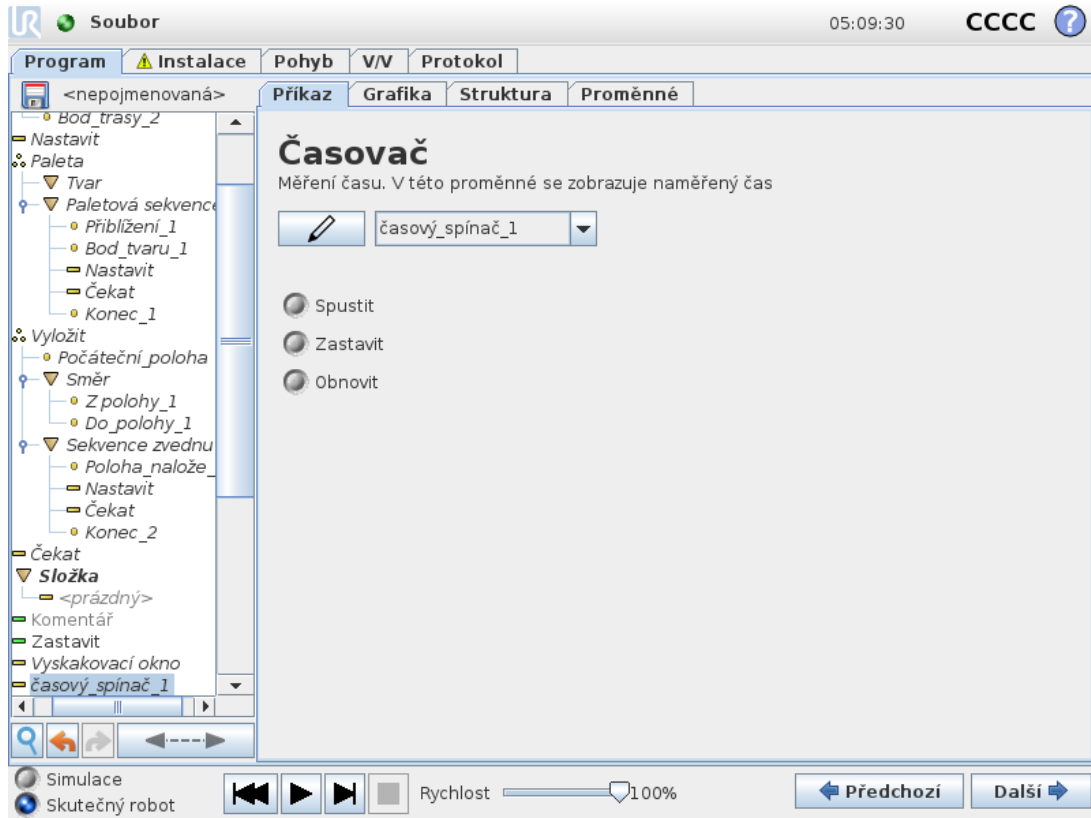 UR Soubor 05:09:30 CCCC ?
Program Instalace Pohyb V/V Protokol
<nepojmenovaná> Příkaz Grafika Struktura Proměnné
Bod_trasy_2
Nastavit
Paleta
Tvar
Paletová sekvence
Přiblížení_1
Bod_tvaru_1
Nastavit
Čekat
Konec_1
Vyložit
Počáteční_poloha
Směr
Z polohy_1
Do_polohy_1
Sekvence zvednu
Poloha_nalože_
Nastavit
Čekat
Konec_2
Čekat
Složka
<prázdný>
Komentář
Zastavit
Vyskakovací okno
časový_spínač_1
Časovač
Měření času. V této proměnné se zobrazuje naměřený čas
časový_spínač_1
Spustit
Zastavit
Obnovit
Simulace
Skutečný robot
Rychlost 100%
Předchozí Další